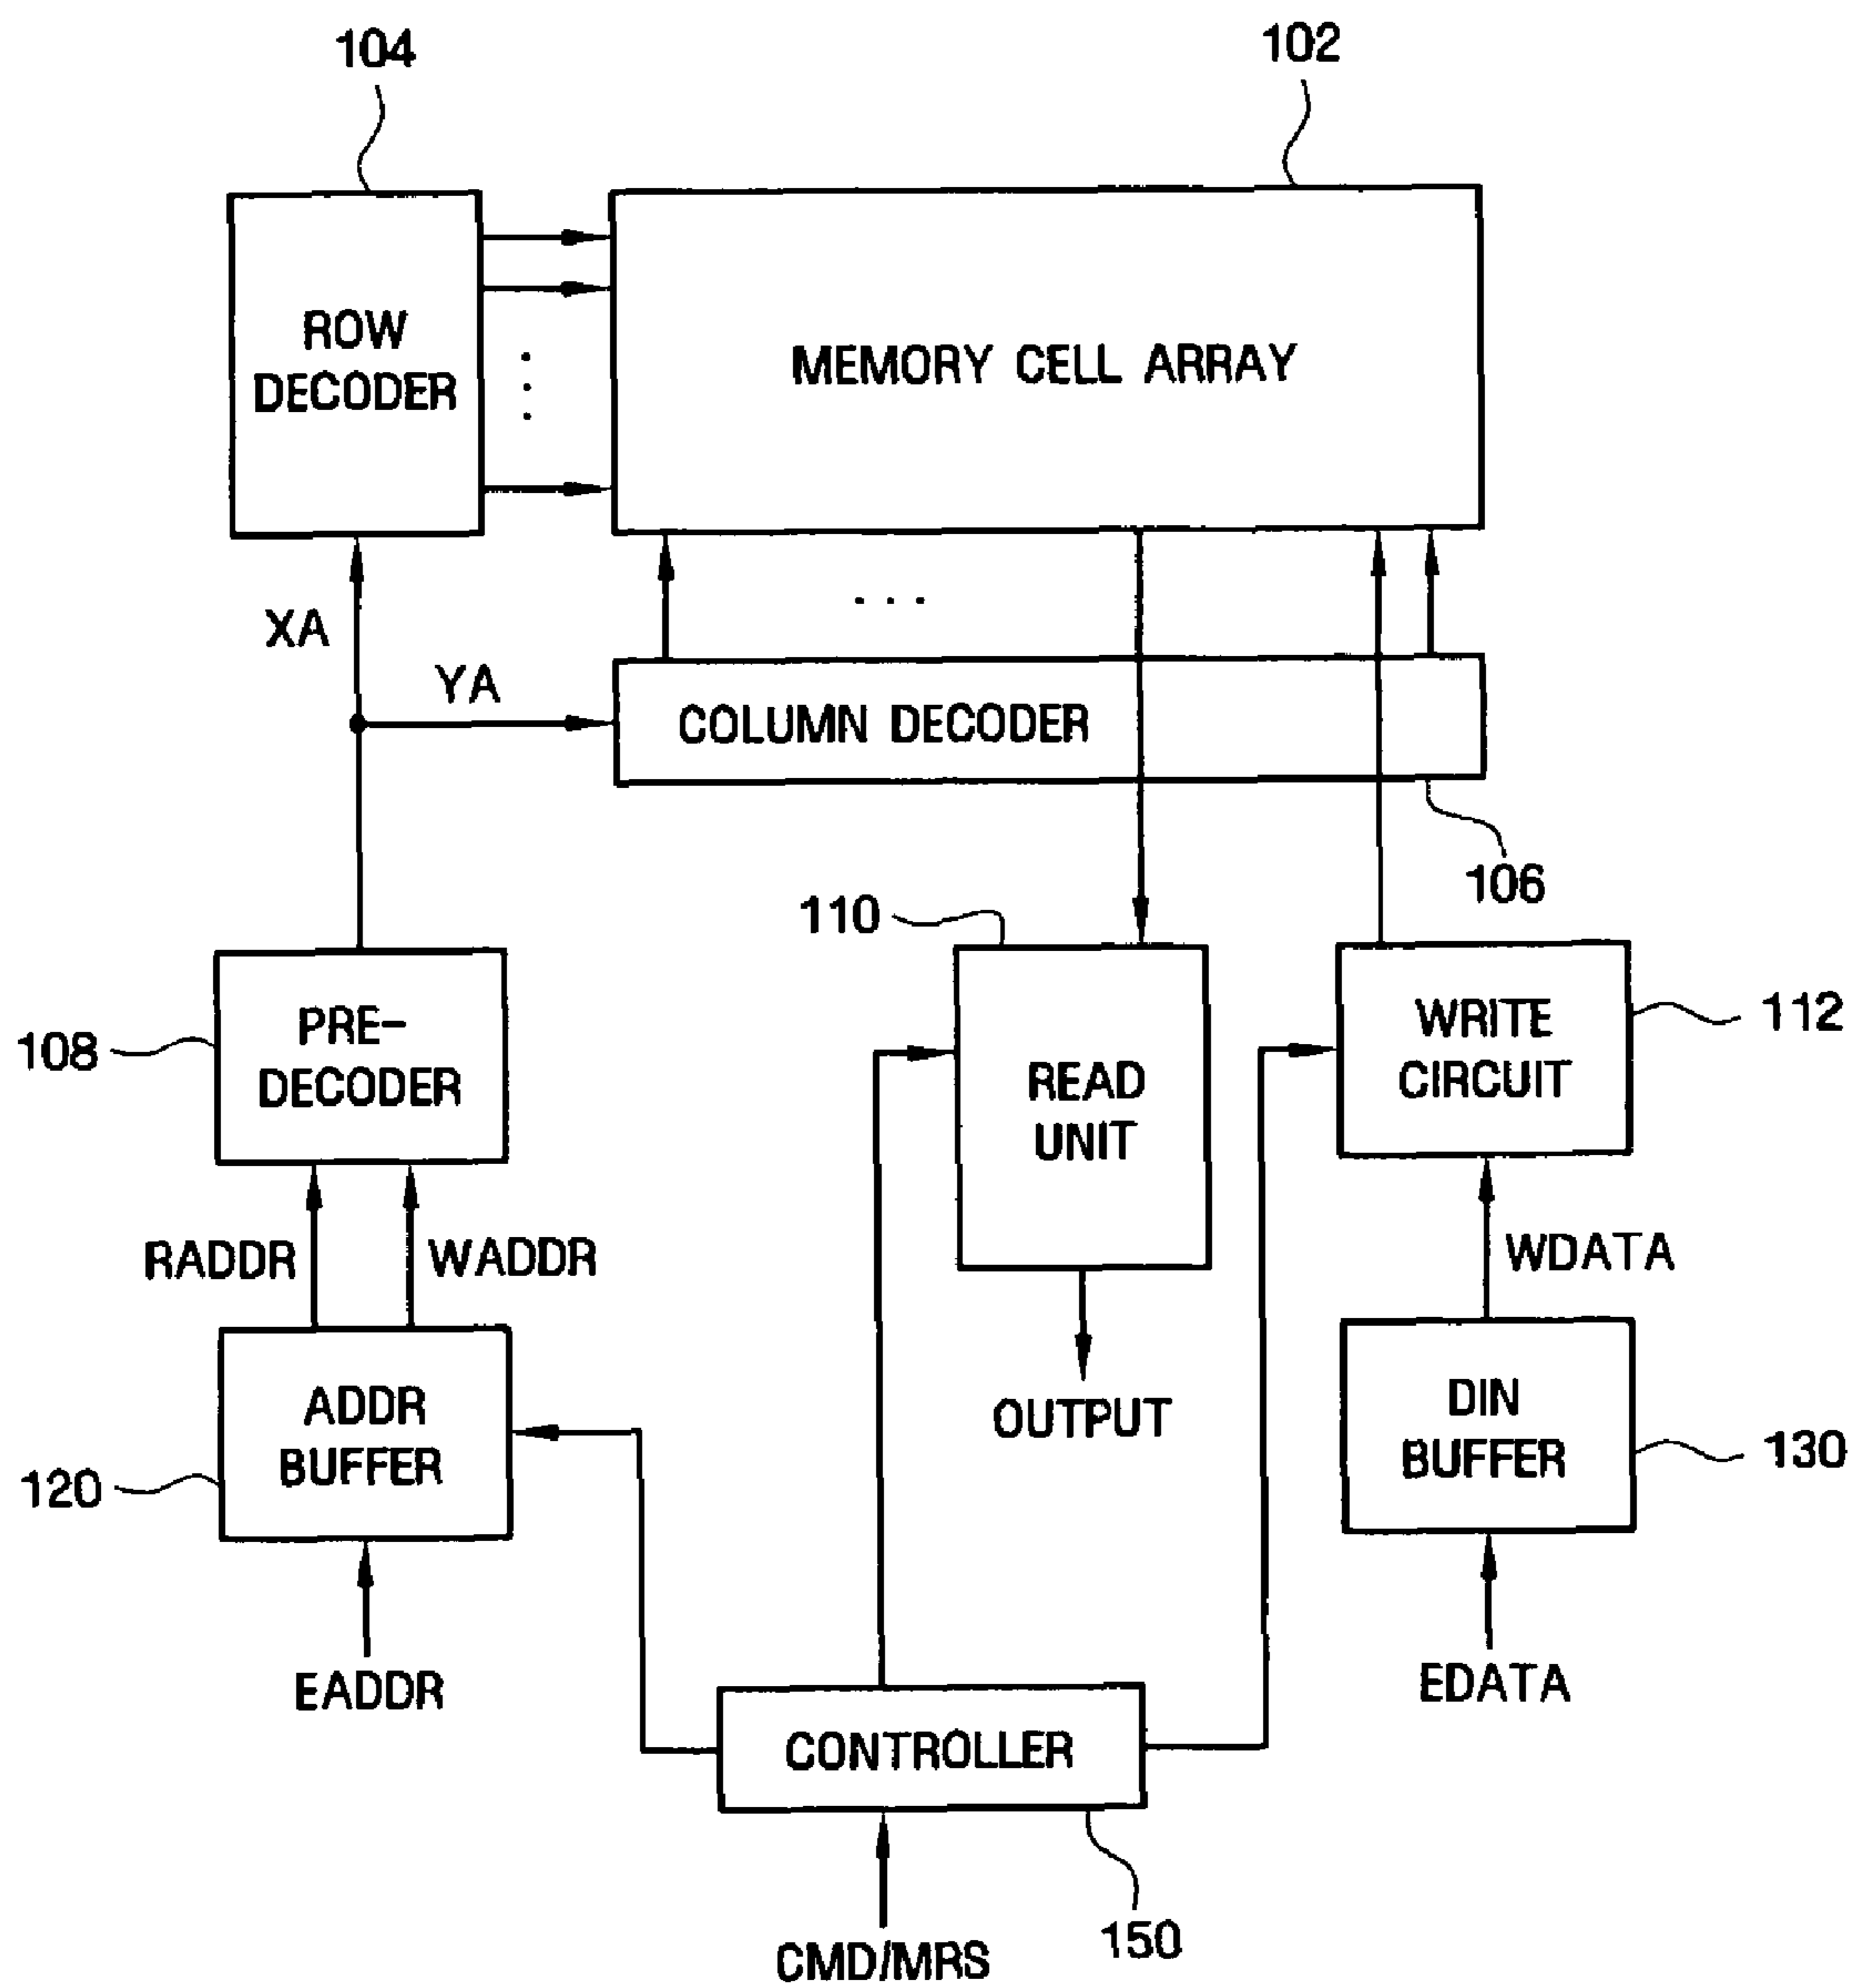 104
102
ROW
DECODER
MEMORY CELL ARRAY
XA
YA
COLUMN DECODER
106
110
PRE-
DECODER
108
READ
UNIT
WRITE
CIRCUIT
112
RADDR
WADDR
WDATA
ADDR
BUFFER
120
OUTPUT
DIN
BUFFER
130
EADDR
EDATA
CONTROLLER
150
CMD/MRS